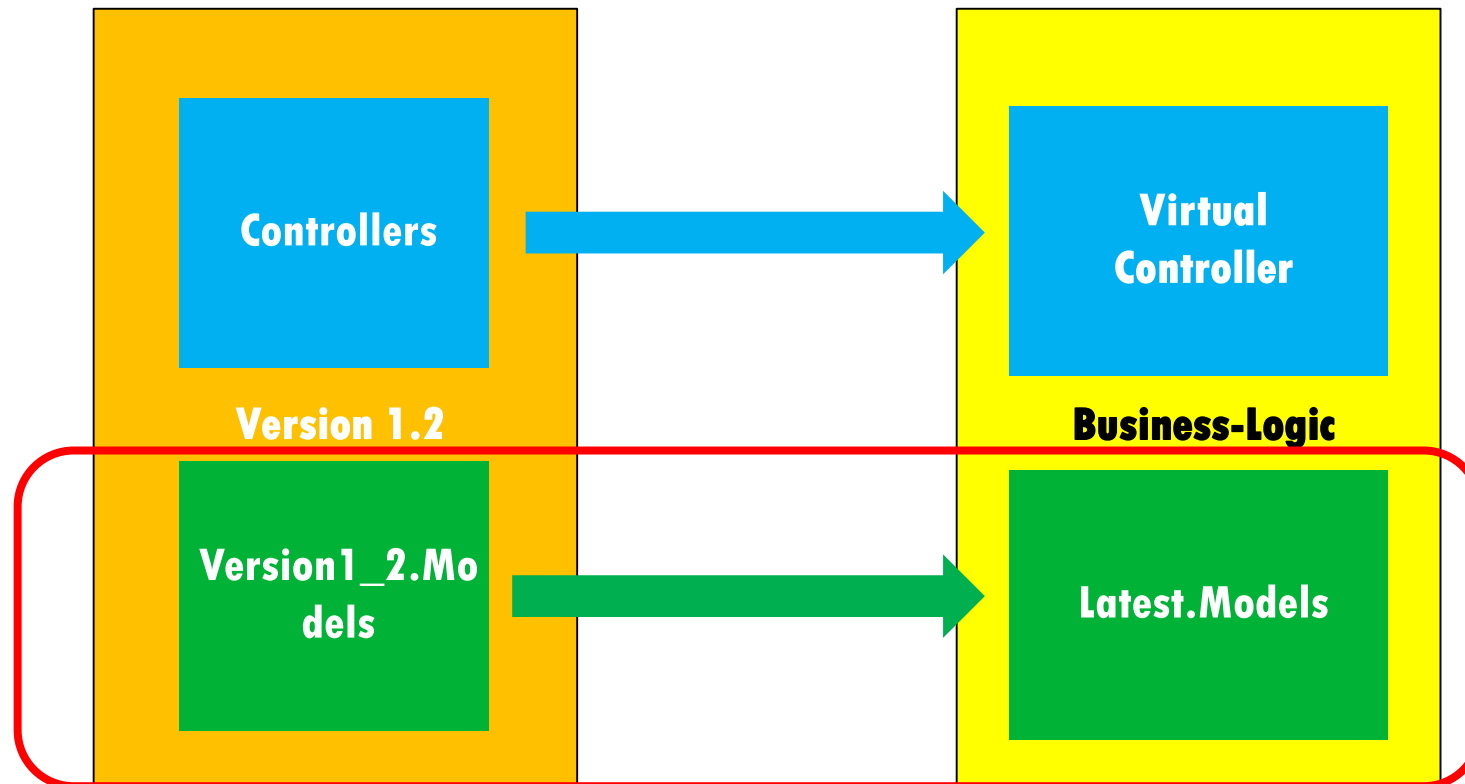 Controllers
Virtual
Controller
Version 1.2
Business-Logic
Version1_2.Mo
dels
Latest.Models